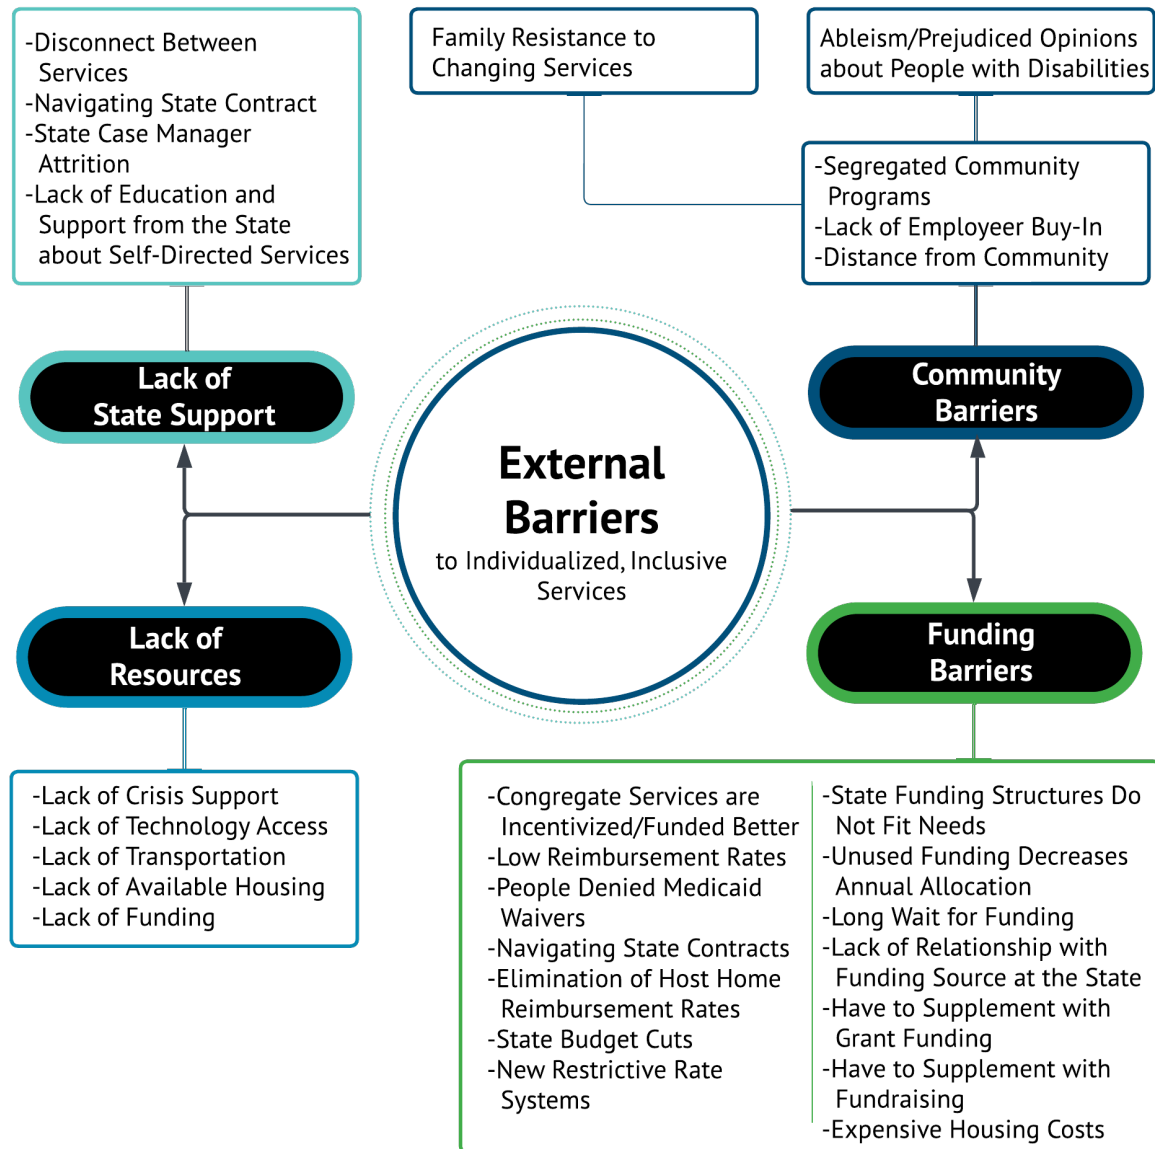 -Disconnect Between
Services
-Navigating State Contract
-State Case Manager
Attrition
-Lack of Education and
Support from the State
about Self-Directed Services
Family Resistance to
Changing Services
Ableism/Prejudiced Opinions
about People with Disabilities
-Segregated Community
Programs
-Lack of Employeer Buy-In
-Distance from Community
Lack of
State Support
Community
Barriers
External
Barriers
to Individualized, Inclusive
Services
Lack of
Resources
Funding
Barriers
-Lack of Crisis Support
-Lack of Technology Access
-Lack of Transportation
-Lack of Available Housing
-Lack of Funding
-Congregate Services are
Incentivized/Funded Better
-Low Reimbursement Rates
-People Denied Medicaid
Waivers
-Navigating State Contracts
-Elimination of Host Home
Reimbursement Rates
-State Budget Cuts
-New Restrictive Rate
Systems
-State Funding Structures Do
Not Fit Needs
-Unused Funding Decreases
Annual Allocation
-Long Wait for Funding
-Lack of Relationship with
Funding Source at the State
-Have to Supplement with
Grant Funding
-Have to Supplement with
Fundraising
-Expensive Housing Costs